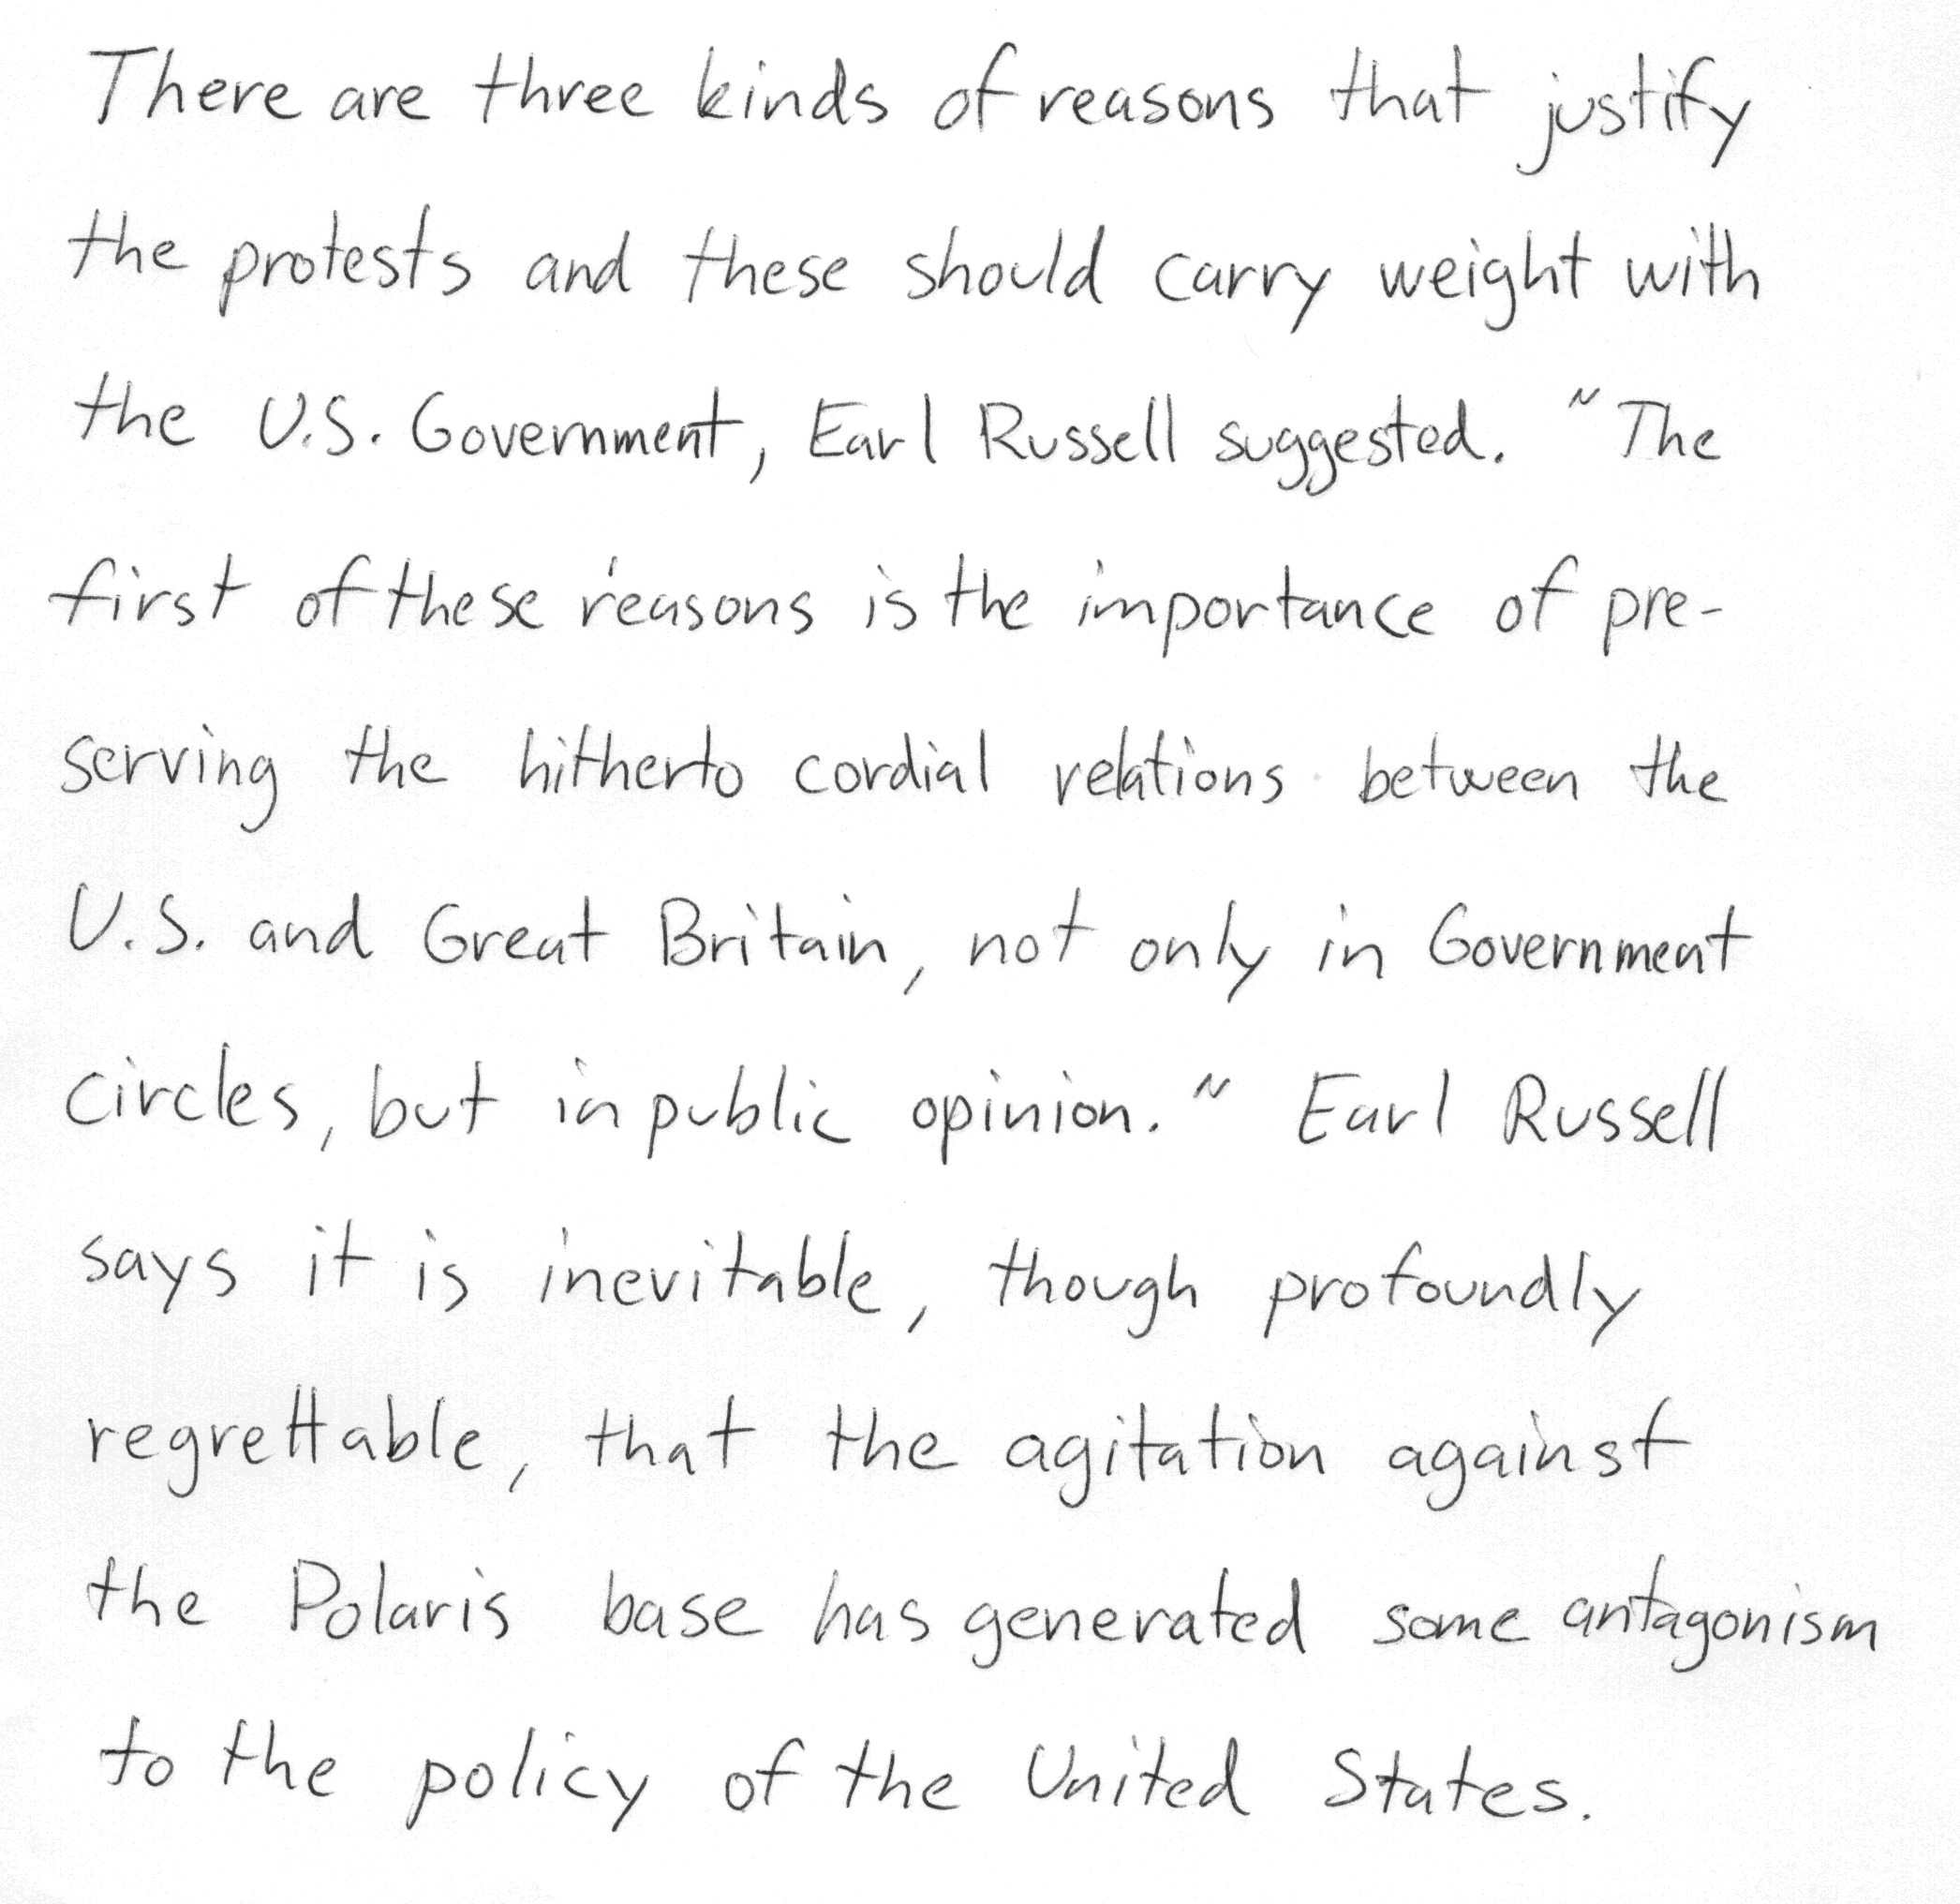 There are three kinds of reasons that justify
the protests and these should carry weight with
the U.S. Government, Earl Russell suggested. "The
first of these reasons is the importance of pre-
serving the hitherto cordial relations between the
U.S. and Great Britain, not only in Government
circles, but in public opinion." Earl Russell
says it is inevitable, though profoundly
regrettable, that the agitation against
the Polaris base has generated some antagonism
to the policy of the United States.